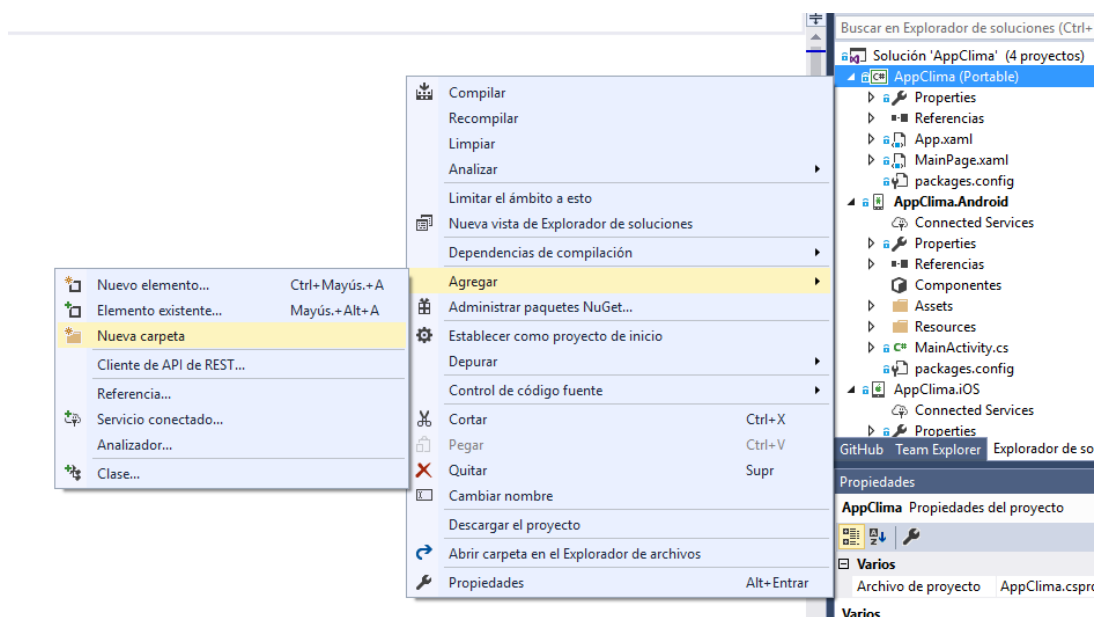 Buscar en Explorador de soluciones (Ctrl+
Solución 'AppClima' (4 proyectos)
C# AppClima (Portable)
Properties
Referencias
App.xaml
MainPage.xaml
packages.config
AppClima.Android
Connected Services
Properties
Referencias
Componentes
Assets
Resources
C# MainActivity.cs
packages.config
AppClima.iOS
Connected Services
Properties
GitHub Team Explorer Explorador de so
Propiedades
AppClima Propiedades del proyecto
Varios
Archivo de proyecto AppClima.cspro
Varios
Compilar
Recompilar
Limpiar
Analizar
Limitar el ámbito a esto
Nueva vista de Explorador de soluciones
Dependencias de compilación
Agregar
Administrar paquetes NuGet...
Establecer como proyecto de inicio
Depurar
Control de código fuente
Cortar Ctrl+X
Pegar Ctrl+V
Quitar Supr
Cambiar nombre
Descargar el proyecto
Abrir carpeta en el Explorador de archivos
Propiedades Alt+Entrar
Nuevo elemento... Ctrl+Mayús.+A
Elemento existente... Mayús.+Alt+A
Nueva carpeta
Cliente de API de REST...
Referencia...
Servicio conectado...
Analizador...
Clase...